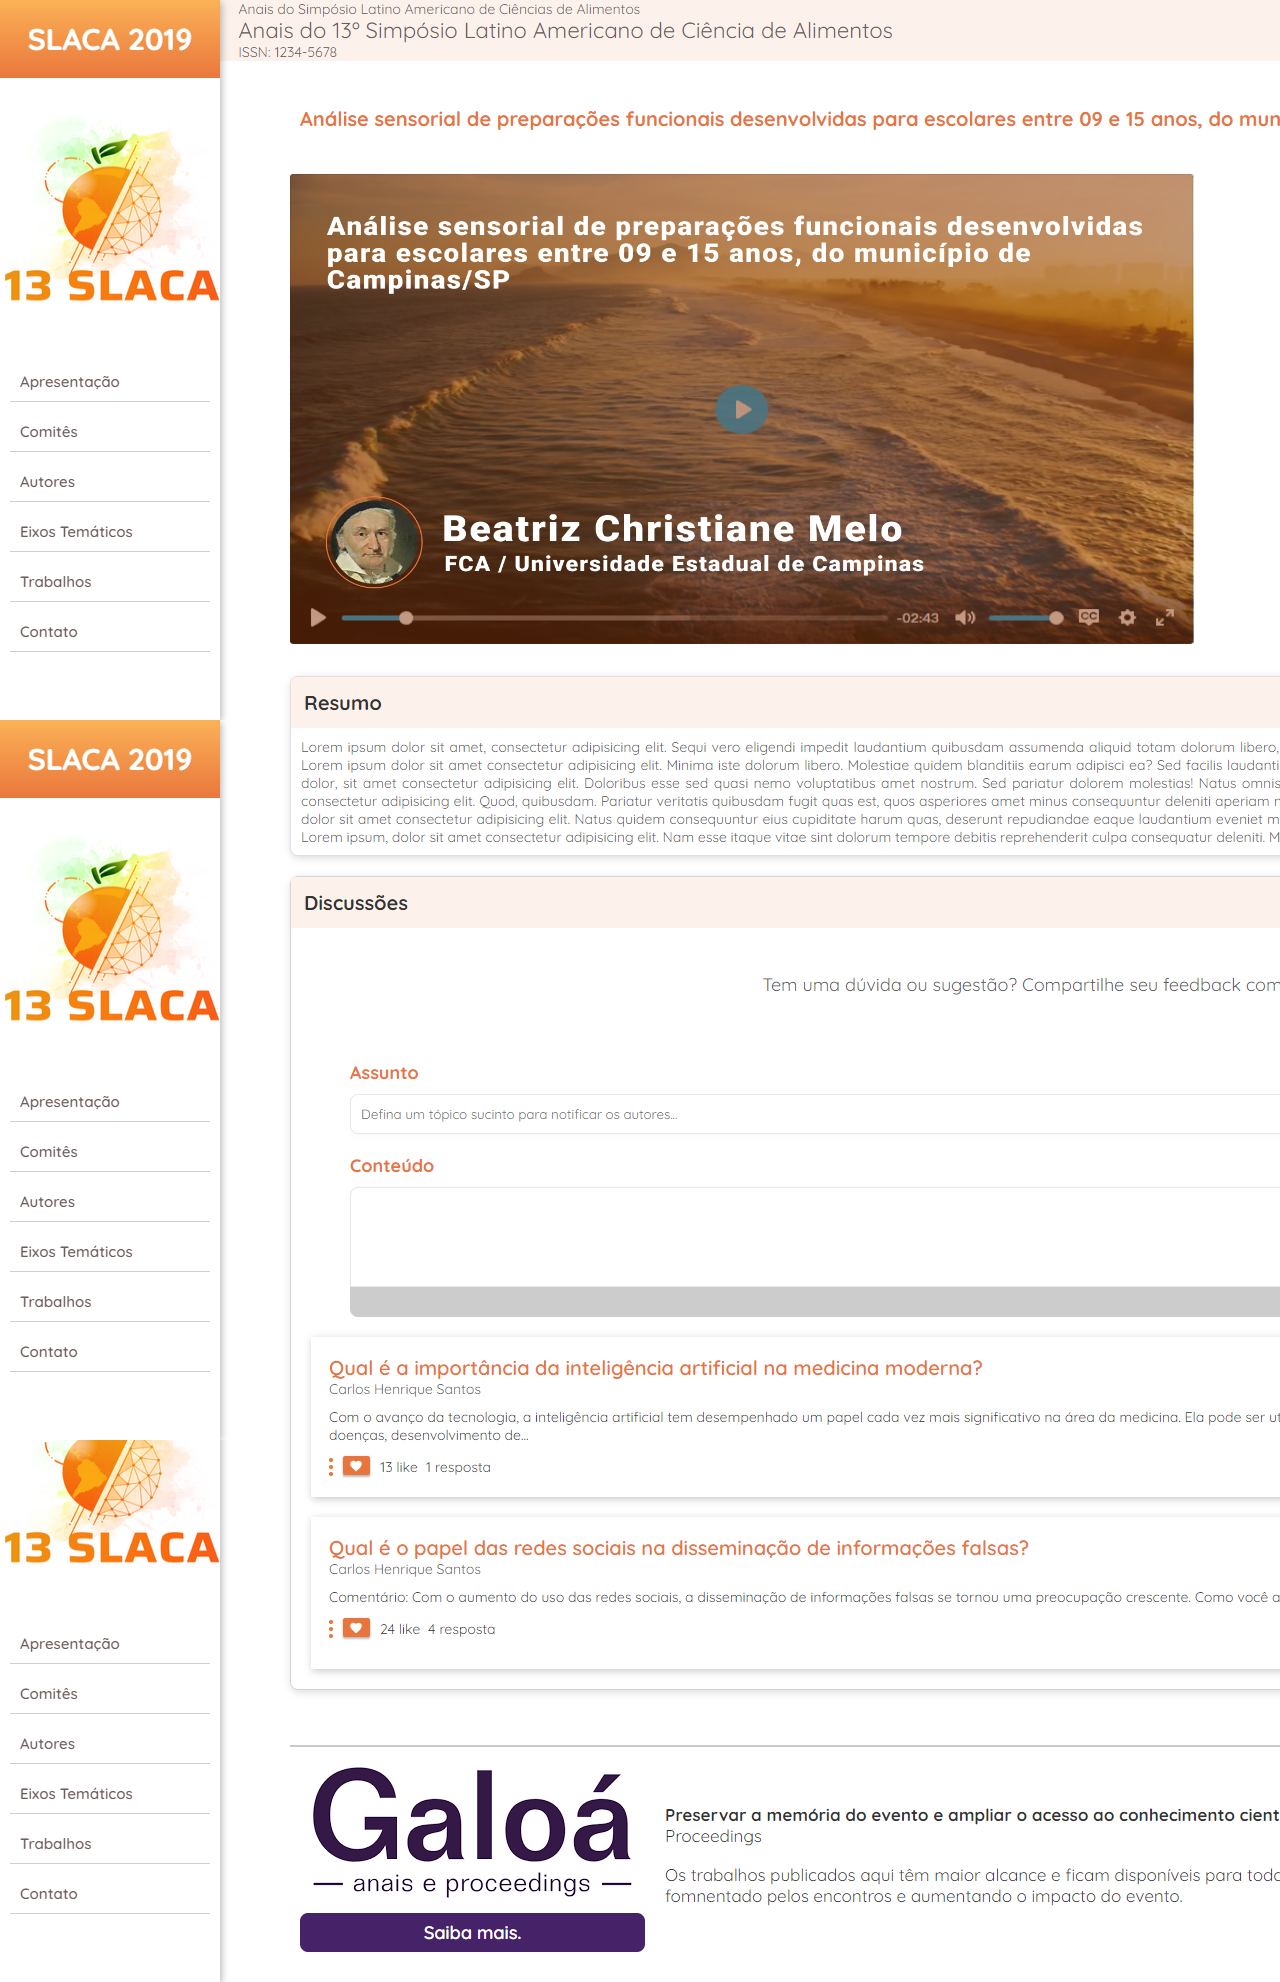 SLACA 2019
13 SLACA
Apresentação
Comitês
Autores
Eixos Temáticos
Trabalhos
Contato
SLACA 2019
13 SLACA
Apresentação
Comitês
Autores
Eixos Temáticos
Trabalhos
Contato
13 SLACA
Apresentação
Comitês
Autores
Eixos Temáticos
Trabalhos
Contato
Anais do Simpósio Latino Americano de Ciências de Alimentos
Anais do 13º Simpósio Latino Americano de Ciência de Alimentos
ISSN: 1234-5678
Análise sensorial de preparações funcionais desenvolvidas para escolares entre 09 e 15 anos, do mun
Análise sensorial de preparações funcionais desenvolvidas
para escolares entre 09 e 15 anos, do município de
Campinas/SP
Beatriz Christiane Melo
FCA / Universidade Estadual de Campinas
-02:43
CC
Resumo
Lorem ipsum dolor sit amet, consectetur adipisicing elit. Sequi vero eligendi impedit laudantium quibusdam assumenda aliquid totam dolorum libero,
Lorem ipsum dolor sit amet consectetur adipisicing elit. Minima iste dolorum libero. Molestiae quidem blanditiis earum adipisci ea? Sed facilis laudanti
dolor, sit amet consectetur adipisicing elit. Doloribus esse sed quasi nemo voluptatibus amet nostrum. Sed pariatur dolorem molestias! Natus omnis
consectetur adipisicing elit. Quod, quibusdam. Pariatur veritatis quibusdam fugit quas est, quos asperiores amet minus consequuntur deleniti aperiam
dolor sit amet consectetur adipisicing elit. Natus quidem consequuntur eius cupiditate harum quas, deserunt repudiandae eaque laudantium eveniet m
Lorem ipsum, dolor sit amet consectetur adipisicing elit. Nam esse itaque vitae sint dolorum tempore debitis reprehenderit culpa consequatur deleniti. M
Discussões
Tem uma dúvida ou sugestão? Compartilhe seu feedback com
Assunto
Defina um tópico sucinto para notificar os autores...
Conteúdo
Qual é a importância da inteligência artificial na medicina moderna?
Carlos Henrique Santos
Com o avanço da tecnologia, a inteligência artificial tem desempenhado um papel cada vez mais significativo na área da medicina. Ela pode ser ut
doenças, desenvolvimento de...
13 like 1 resposta
Qual é o papel das redes sociais na disseminação de informações falsas?
Carlos Henrique Santos
Comentário: Com o aumento do uso das redes sociais, a disseminação de informações falsas se tornou uma preocupação crescente. Como você a
24 like 4 resposta
Galoá
anais e proceedings
Saiba mais.
Preservar a memória do evento e ampliar o acesso ao conhecimento cient
Proceedings
Os trabalhos publicados aqui têm maior alcance e ficam disponíveis para toda
fomnentado pelos encontros e aumentando o impacto do evento.